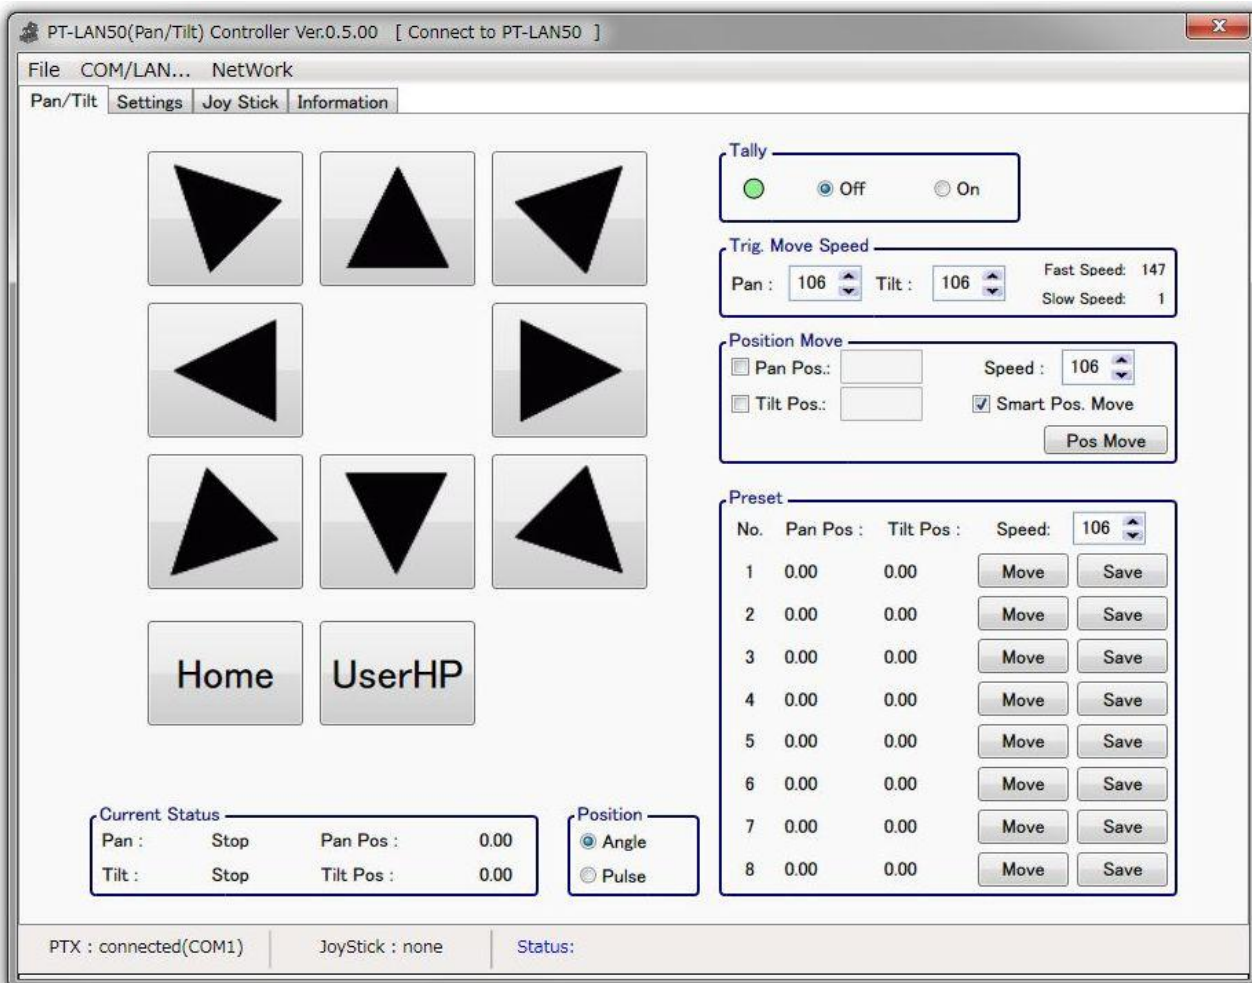 PT-LAN50(Pan/Tilt) Controller Ver.0.5.00 [ Connect to PT-LAN50 ]
File COM/LAN... NetWork
Pan/Tilt Settings Joy Stick Information
Tally
Off On
Trig. Move Speed
Pan : 106 Tilt : 106 Fast Speed: 147
Slow Speed: 1
Position Move
Pan Pos.: Speed : 106
Tilt Pos.: Smart Pos. Move
Pos Move
Preset
No. Pan Pos : Tilt Pos : Speed: 106
1 0.00 0.00 Move Save
2 0.00 0.00 Move Save
3 0.00 0.00 Move Save
4 0.00 0.00 Move Save
5 0.00 0.00 Move Save
6 0.00 0.00 Move Save
7 0.00 0.00 Move Save
8 0.00 0.00 Move Save
Home UserHP
Current Status
Pan : Stop Pan Pos : 0.00
Tilt : Stop Tilt Pos : 0.00
Position
Angle
Pulse
PTX : connected(COM1) JoyStick : none Status: